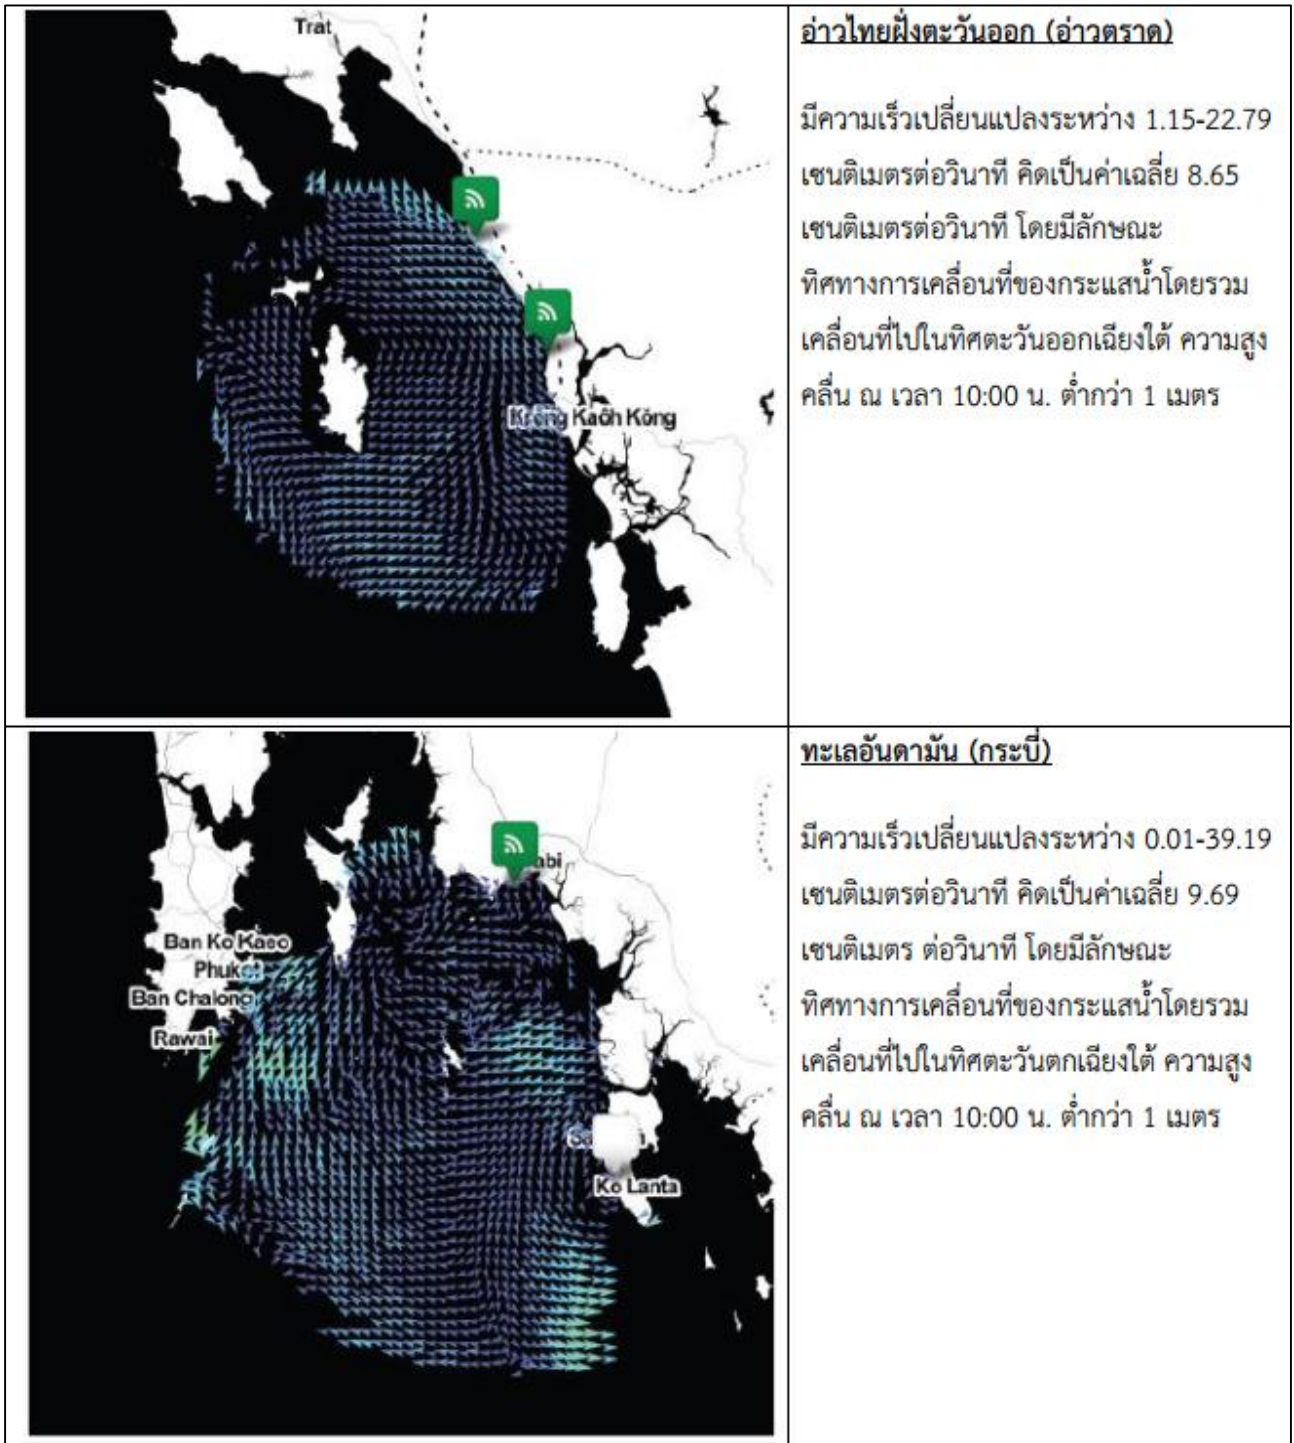 Trat
Krong Kaôh Kŏng
อ่าวไทยฝั่งตะวันออก (อ่าวตราด)
มีความเร็วเปลี่ยนแปลงระหว่าง 1.15-22.79
เซนติเมตรต่อวินาที คิดเป็นค่าเฉลี่ย 8.65
เซนติเมตรต่อวินาที โดยมีลักษณะ
ทิศทางการเคลื่อนที่ของกระแสน้ำโดยรวม
เคลื่อนที่ไปในทิศตะวันออกเฉียงใต้ ความสูง
คลื่น ณ เวลา 10:00 น. ต่ำกว่า 1 เมตร
abi
Ban Ko Kaeo
Phuket
Ban Chalong
Rawai
Ko Lanta
ทะเลอันดามัน (กระบี่)
มีความเร็วเปลี่ยนแปลงระหว่าง 0.01-39.19
เซนติเมตรต่อวินาที คิดเป็นค่าเฉลี่ย 9.69
เซนติเมตร ต่อวินาที โดยมีลักษณะ
ทิศทางการเคลื่อนที่ของกระแสน้ำโดยรวม
เคลื่อนที่ไปในทิศตะวันตกเฉียงใต้ ความสูง
คลื่น ณ เวลา 10:00 น. ต่ำกว่า 1 เมตร